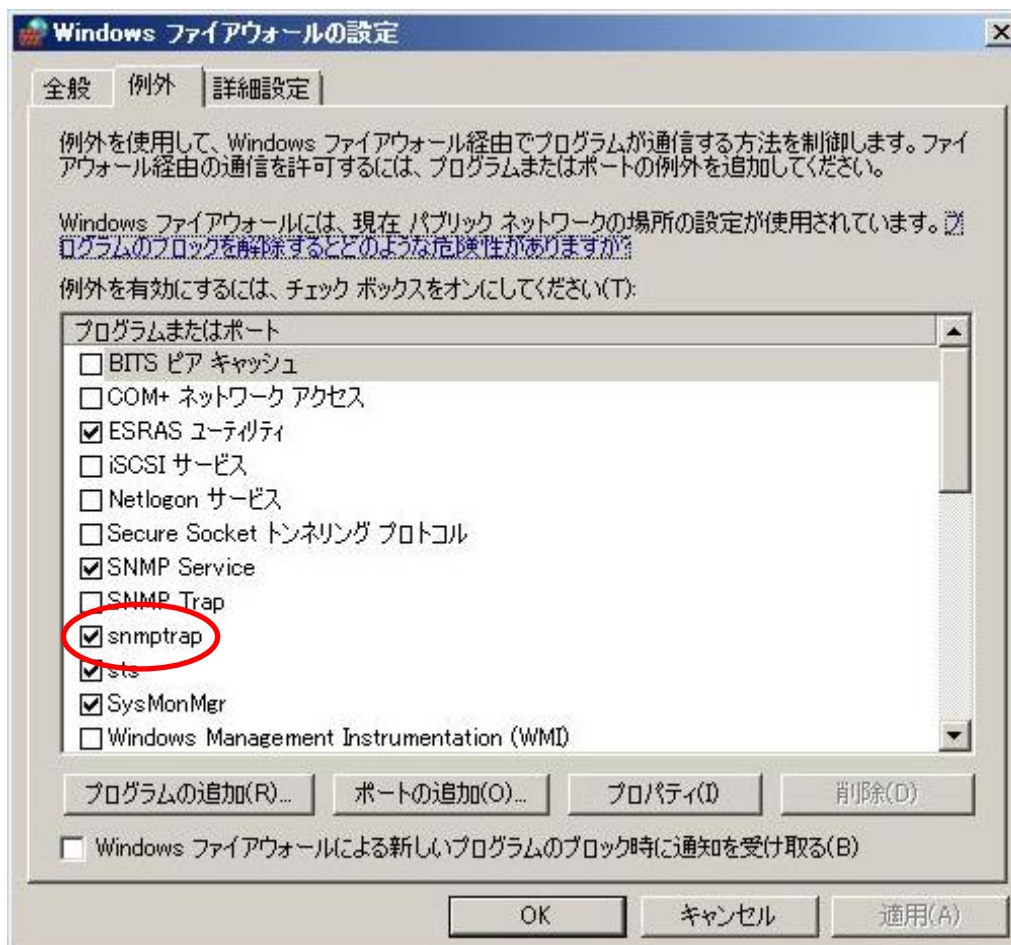 Windows ファイアウォールの設定
全般
例外
詳細設定
例外を使用して、Windows ファイアウォール経由でプログラムが通信する方法を制御します。ファイ
アウォール経由の通信を許可するには、プログラムまたはポートの例外を追加してください。
Windows ファイアウォールには、現在 パブリック ネットワークの場所の設定が使用されています。プ
ログラムのブロックを解除するとどのような危険性がありますか?
例外を有効にするには、チェック ボックスをオンにしてください(T):
プログラムまたはポート
BITS ピア キャッシュ
COM+ ネットワーク アクセス
ESRAS ユーティリティ
iSCSI サービス
Netlogon サービス
Secure Socket トンネリング プロトコル
SNMP Service
SNMP Trap
snmptrap
sts
SysMonMgr
Windows Management Instrumentation (WMI)
プログラムの追加(R)...
ポートの追加(O)...
プロパティ(I)
削除(D)
Windows ファイアウォールによる新しいプログラムのブロック時に通知を受け取る(B)
OK
キャンセル
適用(A)